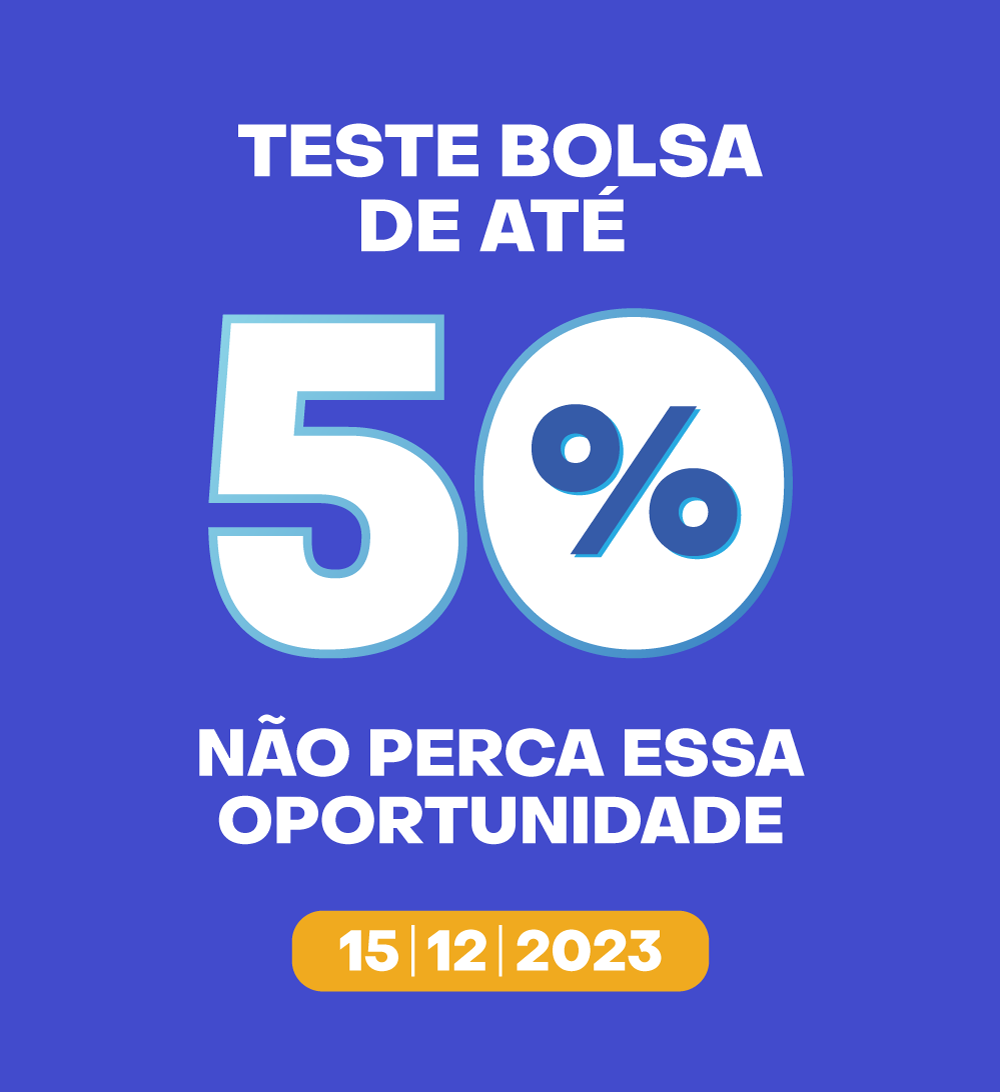 TESTE BOLSA
DE ATÉ
50%
NÃO PERCA ESSA
OPORTUNIDADE
15|12|2023